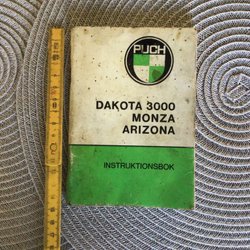 PUCH
DAKOTA 3000
MONZA
ARIZONA
INSTRUKTIONSBOK